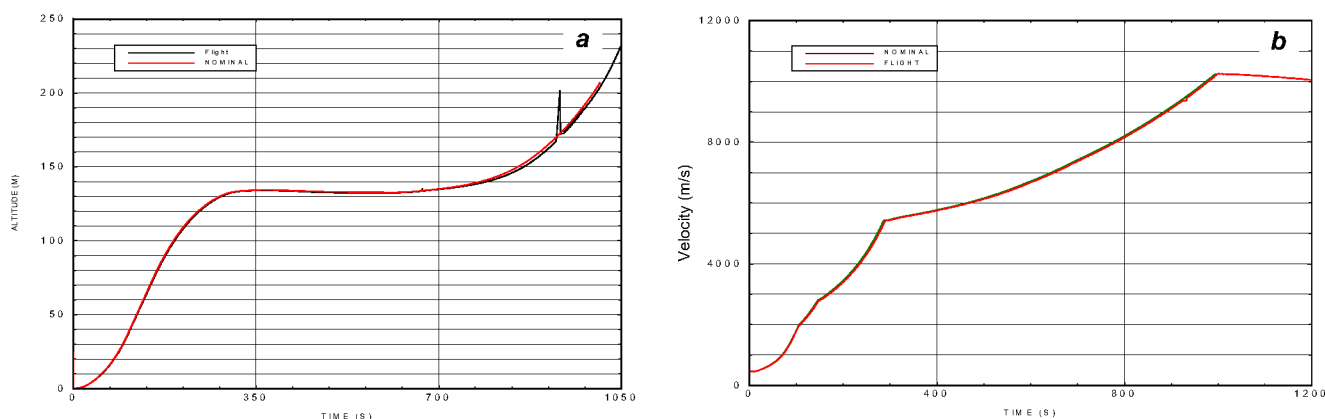 250
a
Flight
NOMINAL
200
150
100
50
0
ALTITUDE (M)
0 350 700 1050
TIME (S)
12000
b
NOMINAL
FLIGHT
8000
4000
0
Velocity (m/s)
400 800 1200
TIME (S)